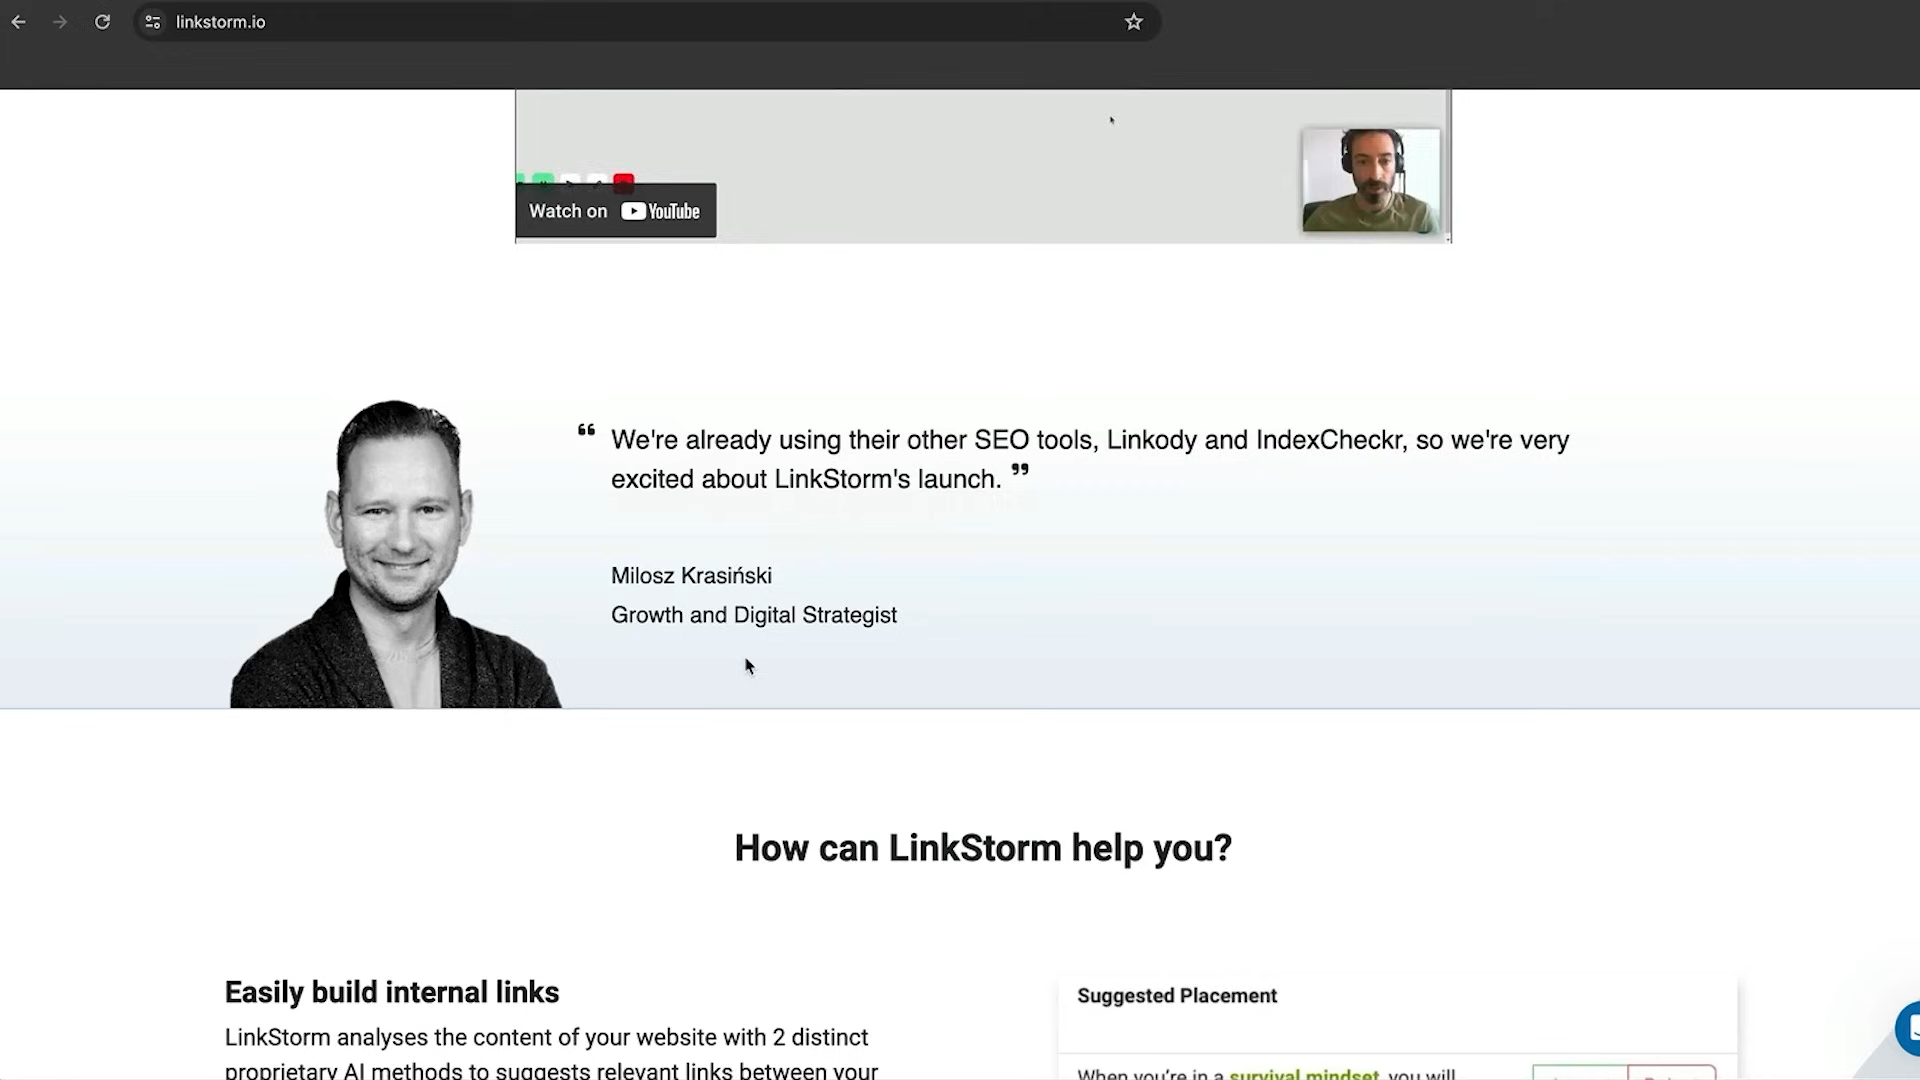 linkstorm.io
Watch on YouTube
“ We're already using their other SEO tools, Linkody and IndexCheckr, so we're very
excited about LinkStorm's launch. ”
Milosz Krasiński
Growth and Digital Strategist
How can LinkStorm help you?
Easily build internal links
LinkStorm analyses the content of your website with 2 distinct
proprietary AI methods to suggests relevant links between your
Suggested Placement
When you're in a survival mindset, you will